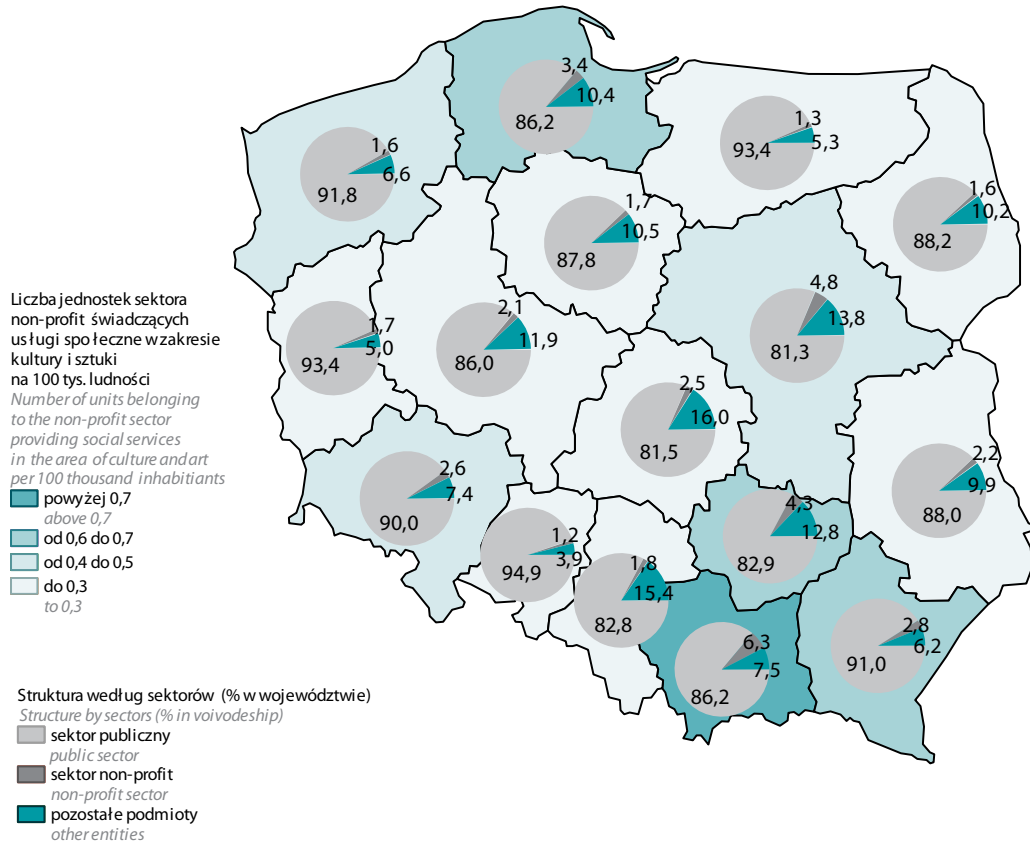 3,4
10,4
86,2
1,3
5,3
93,4
1,6
6,6
91,8
1,6
10,2
88,2
1,7
10,5
87,8
4,8
13,8
81,3
1,7
5,0
93,4
2,1
11,9
86,0
2,5
16,0
81,5
2,2
9,9
88,0
2,6
7,4
90,0
4,3
12,8
82,9
1,2
3,9
94,9
1,8
15,4
82,8
2,8
6,2
91,0
6,3
7,5
86,2
Liczba jednostek sektora
non-profit świadczących
usługi społeczne w zakresie
kultury i sztuki
na 100 tys. ludności
Number of units belonging
to the non-profit sector
providing social services
in the area of culture and art
per 100 thousand inhabitiants
powyżej 0,7
above 0,7
od 0,6 do 0,7
od 0,4 do 0,5
do 0,3
to 0,3
Struktura według sektorów (% w województwie)
Structure by sectors (% in voivodeship)
sektor publiczny
public sector
sektor non-profit
non-profit sector
pozostałe podmioty
other entities